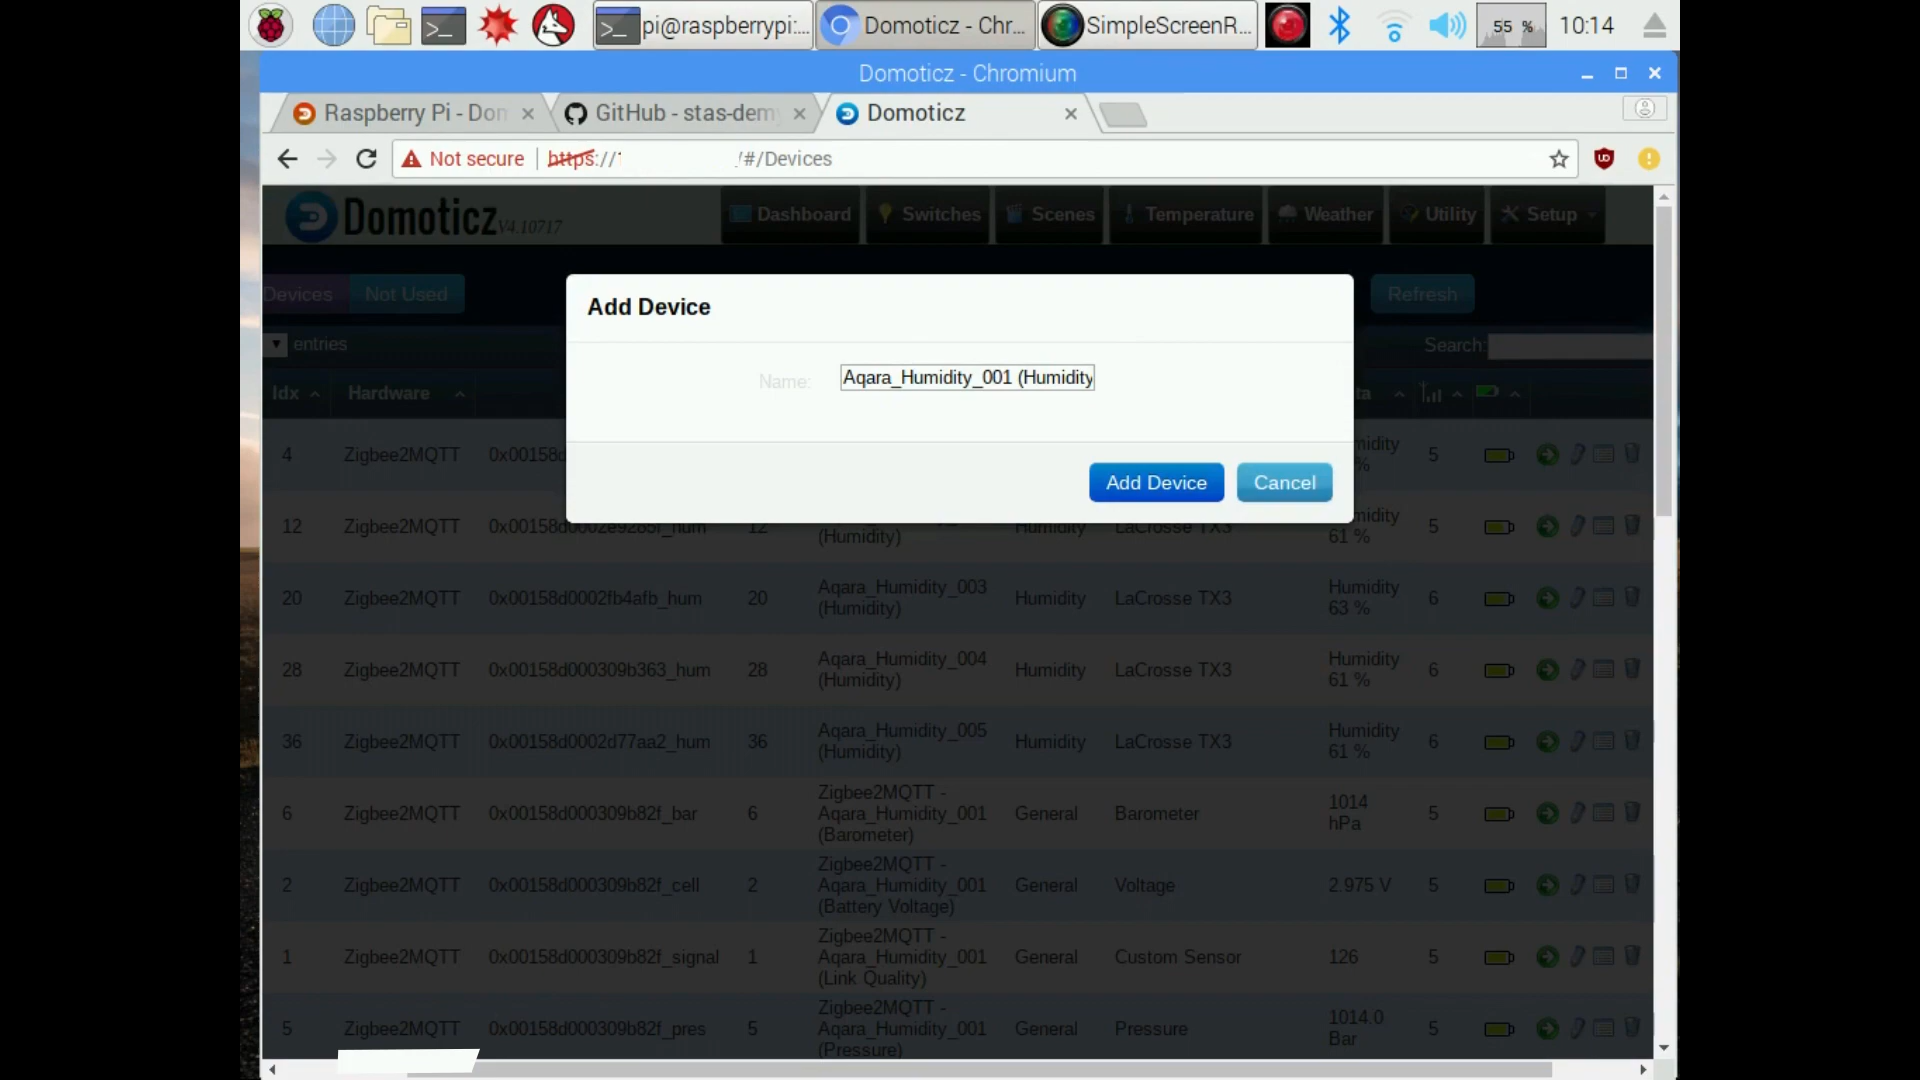 pi@raspberrypi:... Domoticz - Chr... SimpleScreenR... 55 % 10:14
Domoticz - Chromium
Raspberry Pi - Dom GitHub - stas-dem Domoticz
Not secure https:// /#/Devices
Domoticz V4.10717 Dashboard Switches Scenes Temperature Weather Utility Setup
Devices Not Used Refresh
Add Device
entries Search:
Name: Aqara_Humidity_001 (Humidity
Idx Hardware
Add Device Cancel
4 Zigbee2MQTT 0x00158d 5
12 Zigbee2MQTT 12 (Humidity) Humidity LaCrosse TX3 61 % 5
20 Zigbee2MQTT 0x00158d0002fb4afb_hum 20 Aqara_Humidity_003 (Humidity) Humidity LaCrosse TX3 Humidity 63 % 6
28 Zigbee2MQTT 0x00158d000309b363_hum 28 Aqara_Humidity_004 (Humidity) Humidity LaCrosse TX3 Humidity 61 % 6
36 Zigbee2MQTT 0x00158d0002d77aa2_hum 36 Aqara_Humidity_005 (Humidity) Humidity LaCrosse TX3 Humidity 61 % 6
6 Zigbee2MQTT 0x00158d000309b82f_bar 6 Zigbee2MQTT - Aqara_Humidity_001 (Barometer) General Barometer 1014 hPa 5
2 Zigbee2MQTT 0x00158d000309b82f_cell 2 Zigbee2MQTT - Aqara_Humidity_001 (Battery Voltage) General Voltage 2.975 V 5
1 Zigbee2MQTT 0x00158d000309b82f_signal 1 Zigbee2MQTT - Aqara_Humidity_001 (Link Quality) General Custom Sensor 126 5
5 Zigbee2MQTT 0x00158d000309b82f_pres 5 Zigbee2MQTT - Aqara_Humidity_001 (Pressure) General Pressure 1014.0 Bar 5